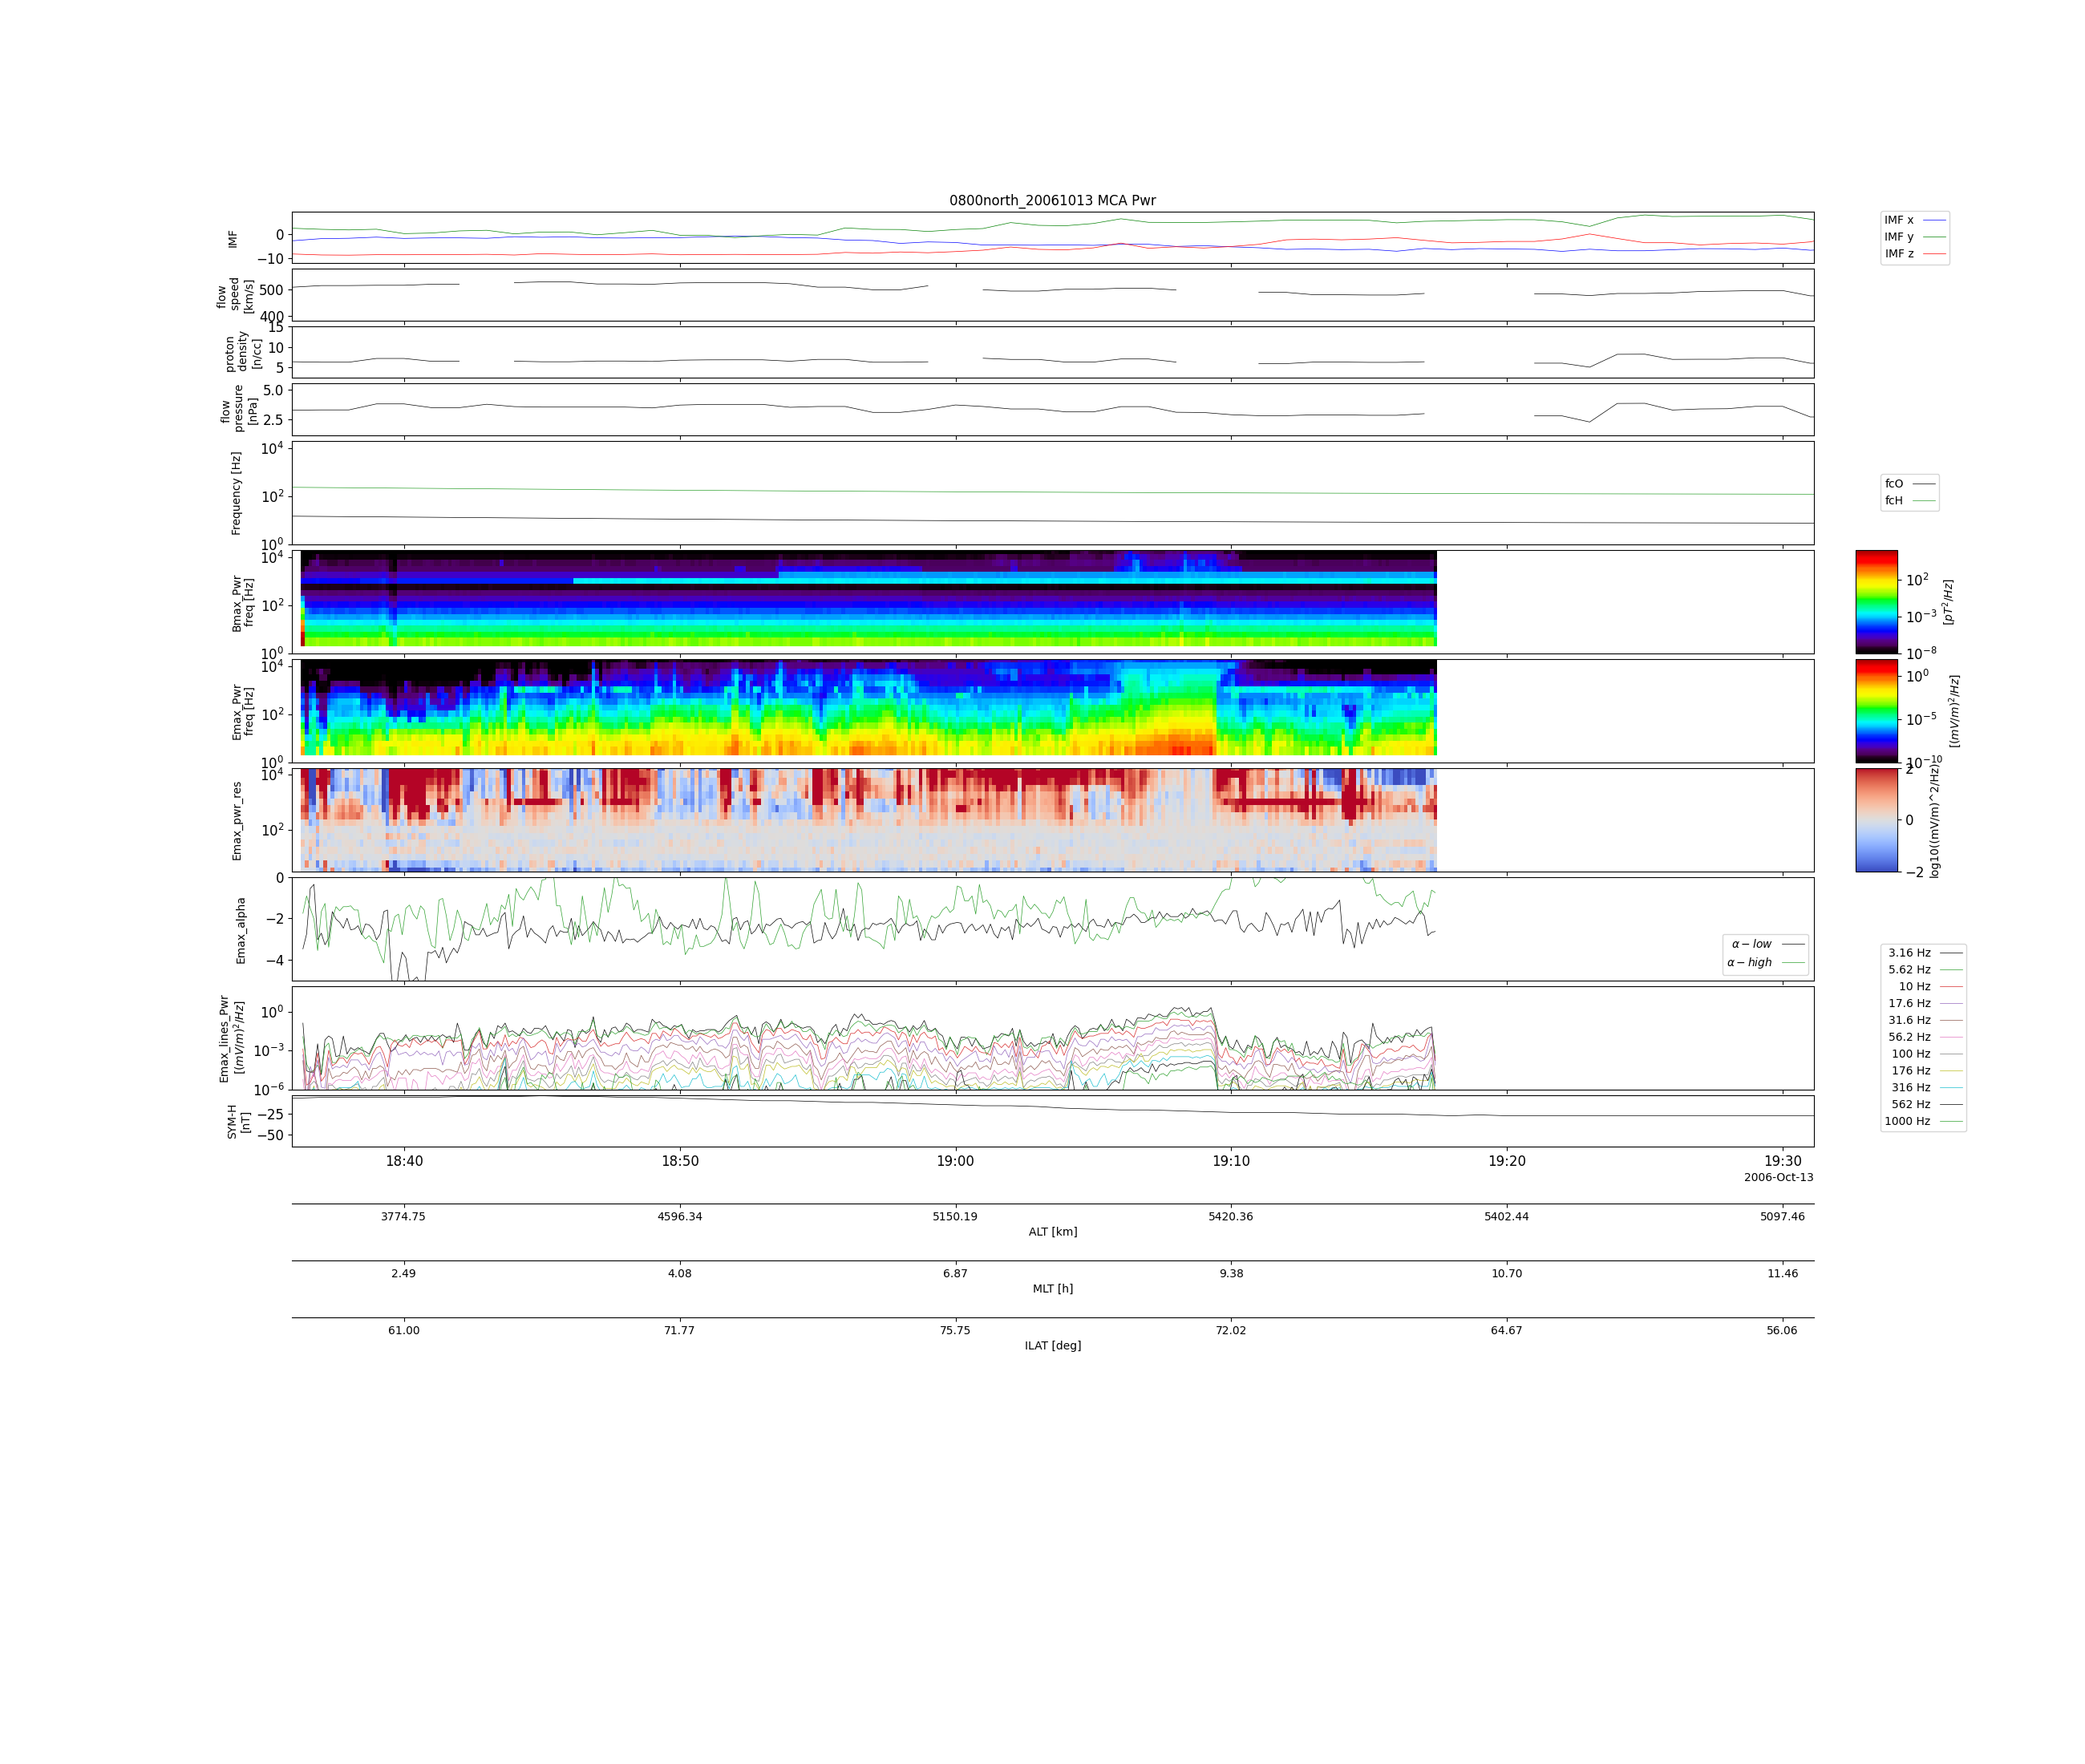 0800north_20061013 MCA Pwr
IMF
0
−10
IMF x
IMF y
IMF z
flow
speed
[km/s]
500
400
proton
density
[n/cc]
15
10
5
flow
pressure
[nPa]
5.0
2.5
Frequency [Hz]
10^4
10^2
10^0
fcO
fcH
Bmax_Pwr
freq [Hz]
10^4
10^2
10^0
10^2
10^−3
10^−8
[pT^2/Hz]
Emax_Pwr
freq [Hz]
10^4
10^2
10^0
10^0
10^−5
10^−10
[(mV/m)^2/Hz]
Emax_pwr_res
10^4
10^2
2
0
−2
log10((mV/m)^2/Hz)
Emax_alpha
0
−2
−4
α − low
α − high
Emax_lines_Pwr
[(mV/m)^2/Hz]
10^0
10^−3
10^−6
3.16 Hz
5.62 Hz
10 Hz
17.6 Hz
31.6 Hz
56.2 Hz
100 Hz
176 Hz
316 Hz
562 Hz
1000 Hz
SYM-H
[nT]
−25
−50
18:40 18:50 19:00 19:10 19:20 19:30
2006-Oct-13
3774.75 4596.34 5150.19 5420.36 5402.44 5097.46
ALT [km]
2.49 4.08 6.87 9.38 10.70 11.46
MLT [h]
61.00 71.77 75.75 72.02 64.67 56.06
ILAT [deg]